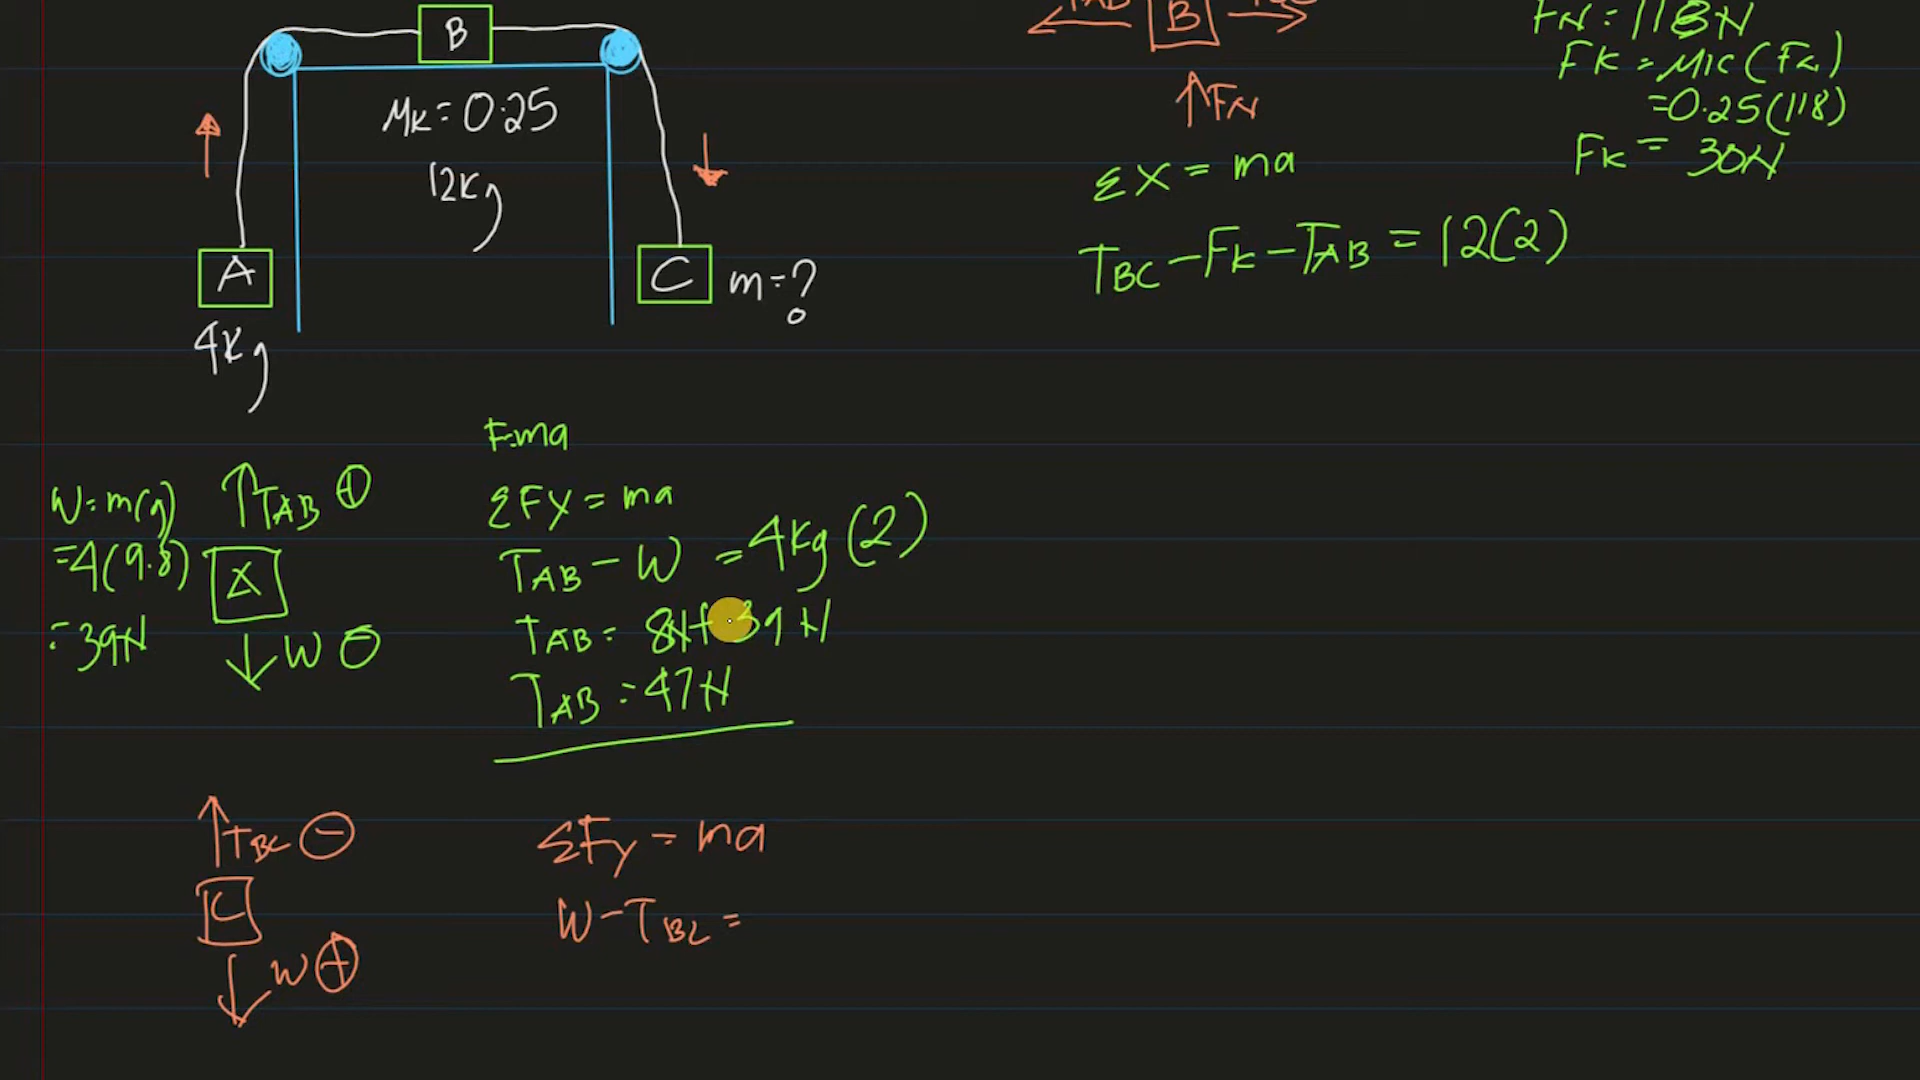 B
μK = 0.25
12Kg
A
4Kg
C m = ?
B
↑FN
FN = 118N
FK = MIC(FN)
=0.25(118)
FK = 30N
ΣX = ma
TBC - FK - TAB = 12(2)
W = m(g)
=4(9.8)
= 39N
↑TAB ⊕
A
↓W ⊖
F=ma
ΣFY = ma
TAB - W = 4Kg(2)
TAB = 8N + 39N
TAB = 47N
↑TBC ⊖
C
↓W ⊕
ΣFy = ma
W - TBC =